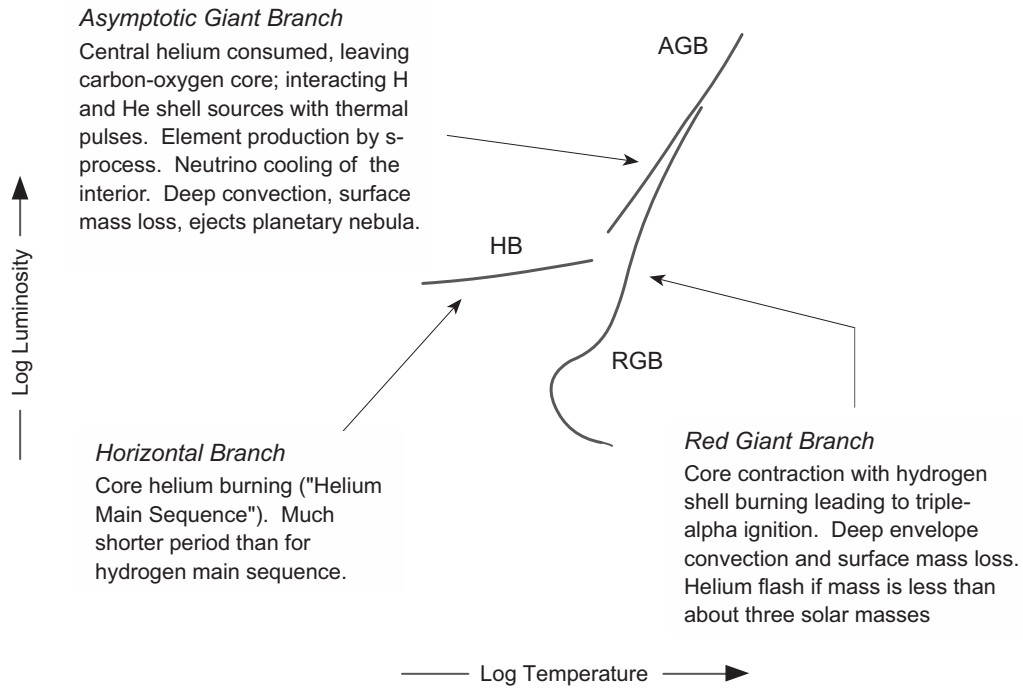 Asymptotic Giant Branch
Central helium consumed, leaving
carbon-oxygen core; interacting H
and He shell sources with thermal
pulses. Element production by s-
process. Neutrino cooling of the
interior. Deep convection, surface
mass loss, ejects planetary nebula.
AGB
HB
RGB
Log Luminosity
Horizontal Branch
Core helium burning ("Helium
Main Sequence"). Much
shorter period than for
hydrogen main sequence.
Red Giant Branch
Core contraction with hydrogen
shell burning leading to triple-
alpha ignition. Deep envelope
convection and surface mass loss.
Helium flash if mass is less than
about three solar masses
Log Temperature